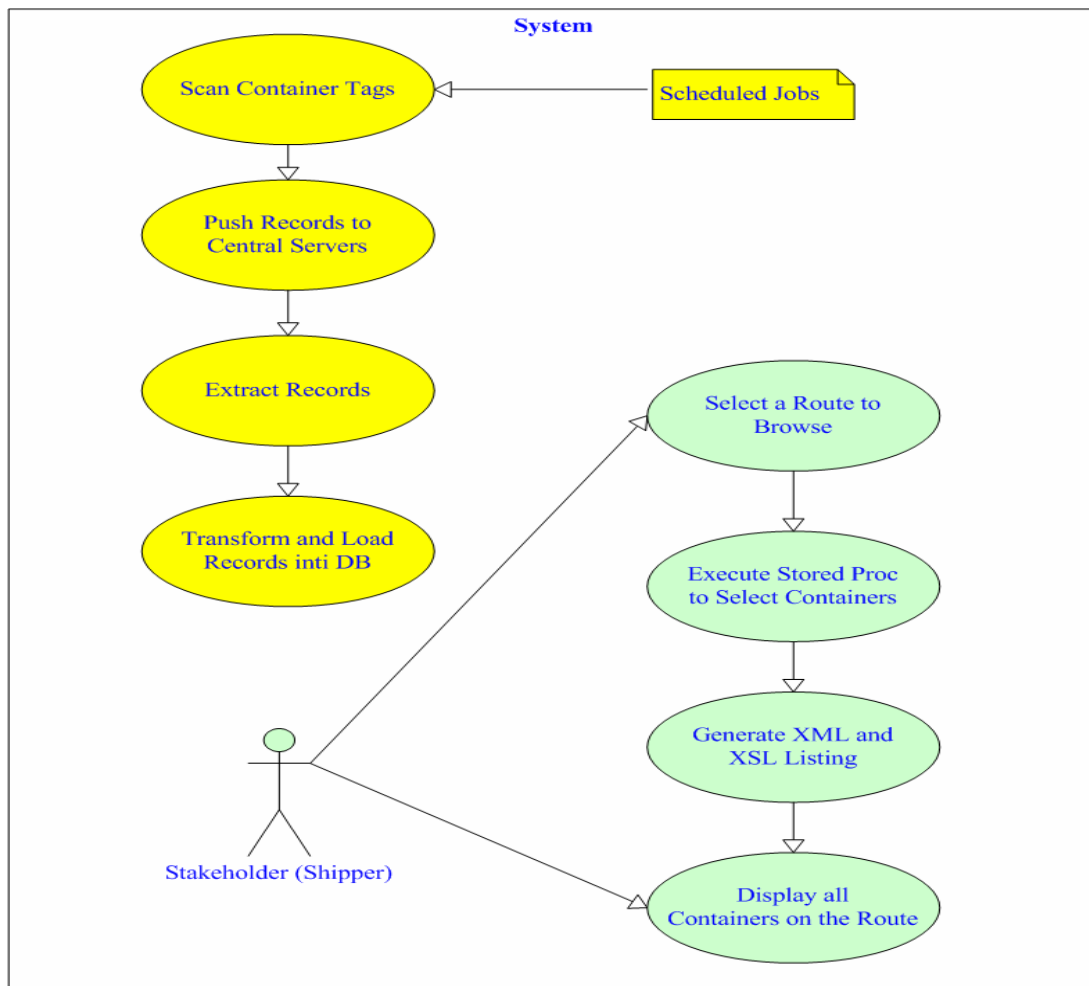 System
Scan Container Tags
Scheduled Jobs
Push Records to
Central Servers
Extract Records
Transform and Load
Records inti DB
Select a Route to
Browse
Execute Stored Proc
to Select Containers
Generate XML and
XSL Listing
Stakeholder (Shipper)
Display all
Containers on the Route